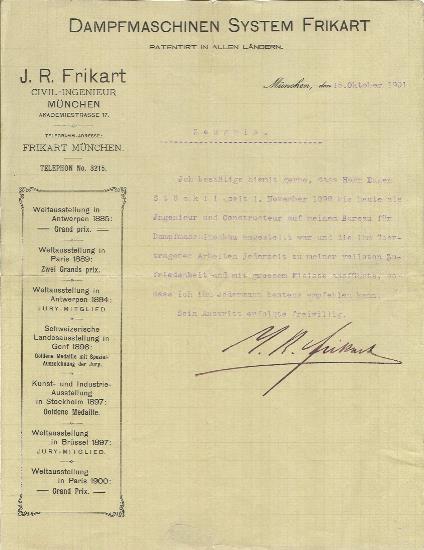 DAMPFMASCHINEN SYSTEM FRIKART
PATENTIRT IN ALLEN LÄNDERN.
J. R. Frikart
CIVIL-INGENIEUR
MÜNCHEN
AKADEMIESTRASSE 17.
TELEGRAMM-ADRESSE:
FRIKART MÜNCHEN.
TELEPHON No. 8215.
Weltausstellung in
Antwerpen 1885:
Grand prix.
Weltausstellung in
Paris 1889:
Zwei Grands prix.
Weltausstellung in
Antwerpen 1894:
JURY-MITGLIED.
Schweizerische
Landesausstellung in
Genf 1896:
Goldene Medaille mit Spezial-
Auszeichnung der Jury.
Kunst- und Industrie-
Ausstellung
in Stockholm 1897:
Goldene Medaille.
Weltausstellung
in Brüssel 1897:
JURY-MITGLIED.
Weltausstellung
in Paris 1900:
Grand Prix.
München, den 15. Oktober 1901
Zeugnis.
Ich bestätige hiermit gerne, dass Herr Eugen
seit 1. November 1898 bis heute als
Ingenieur und Constructeur auf meinem Bureau für
Dampfmaschinenbau angestellt war und die ihm über-
tragenen Arbeiten jederzeit zu meiner vollsten Zu-
friedenheit und mit grossem Fleisse ausführte, so-
dass ich ihn Jedermann bestens empfehlen kann.
Sein Austritt erfolgte freiwillig.
J. R. Frikart